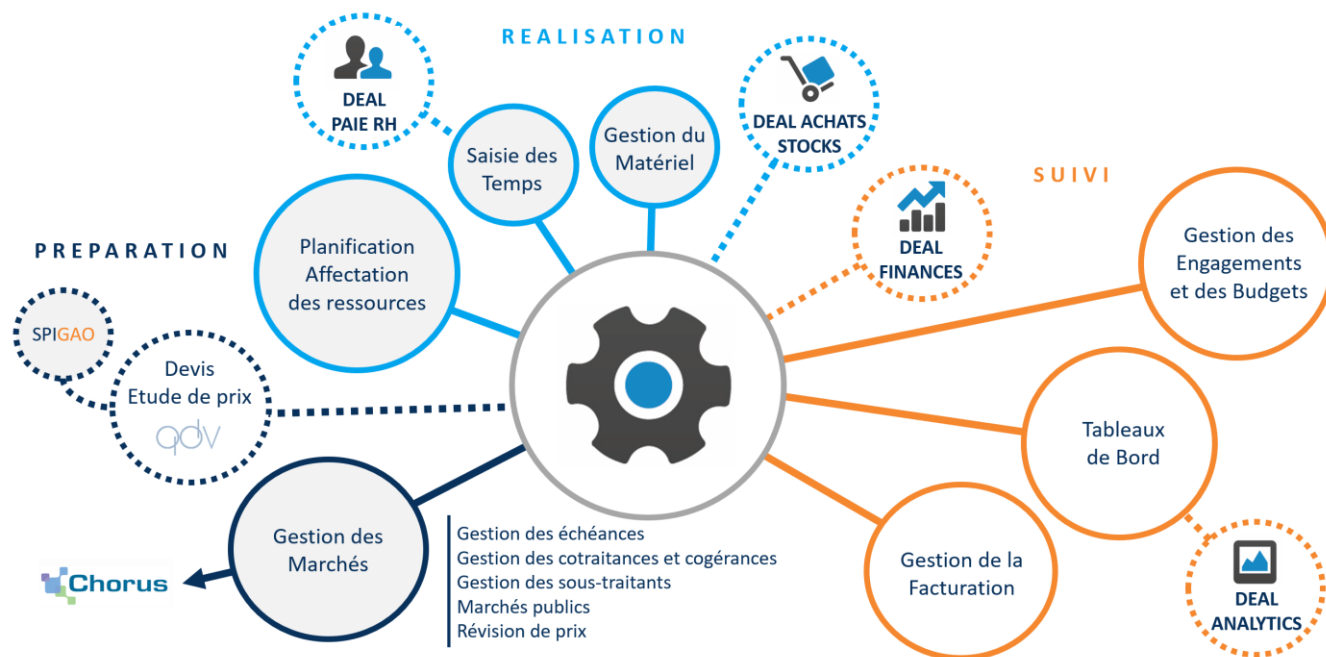 REALISATION
DEAL
PAIE RH
Saisie des
Temps
Gestion du
Matériel
DEAL ACHATS
STOCKS
SUIVI
DEAL
FINANCES
Gestion des
Engagements
et des Budgets
PREPARATION
Planification
Affectation
des ressources
SPIGAO
Devis
Etude de prix
qdv
Tableaux
de Bord
Gestion des
Marchés
Chorus
Gestion des échéances
Gestion des cotraitances et cogérances
Gestion des sous-traitants
Marchés publics
Révision de prix
Gestion de la
Facturation
DEAL
ANALYTICS